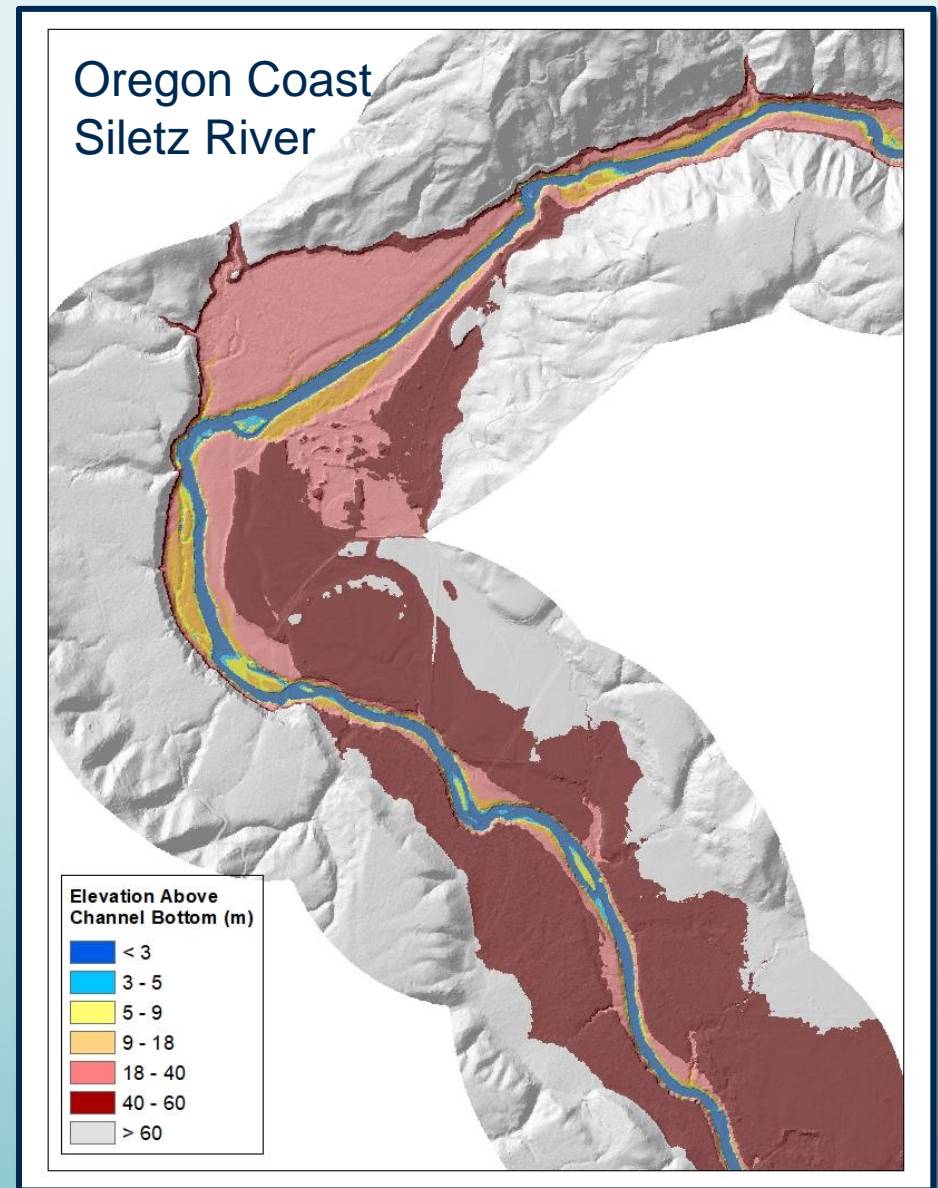 Oregon Coast
Siletz River
Elevation Above
Channel Bottom (m)
< 3
3 - 5
5 - 9
9 - 18
18 - 40
40 - 60
> 60